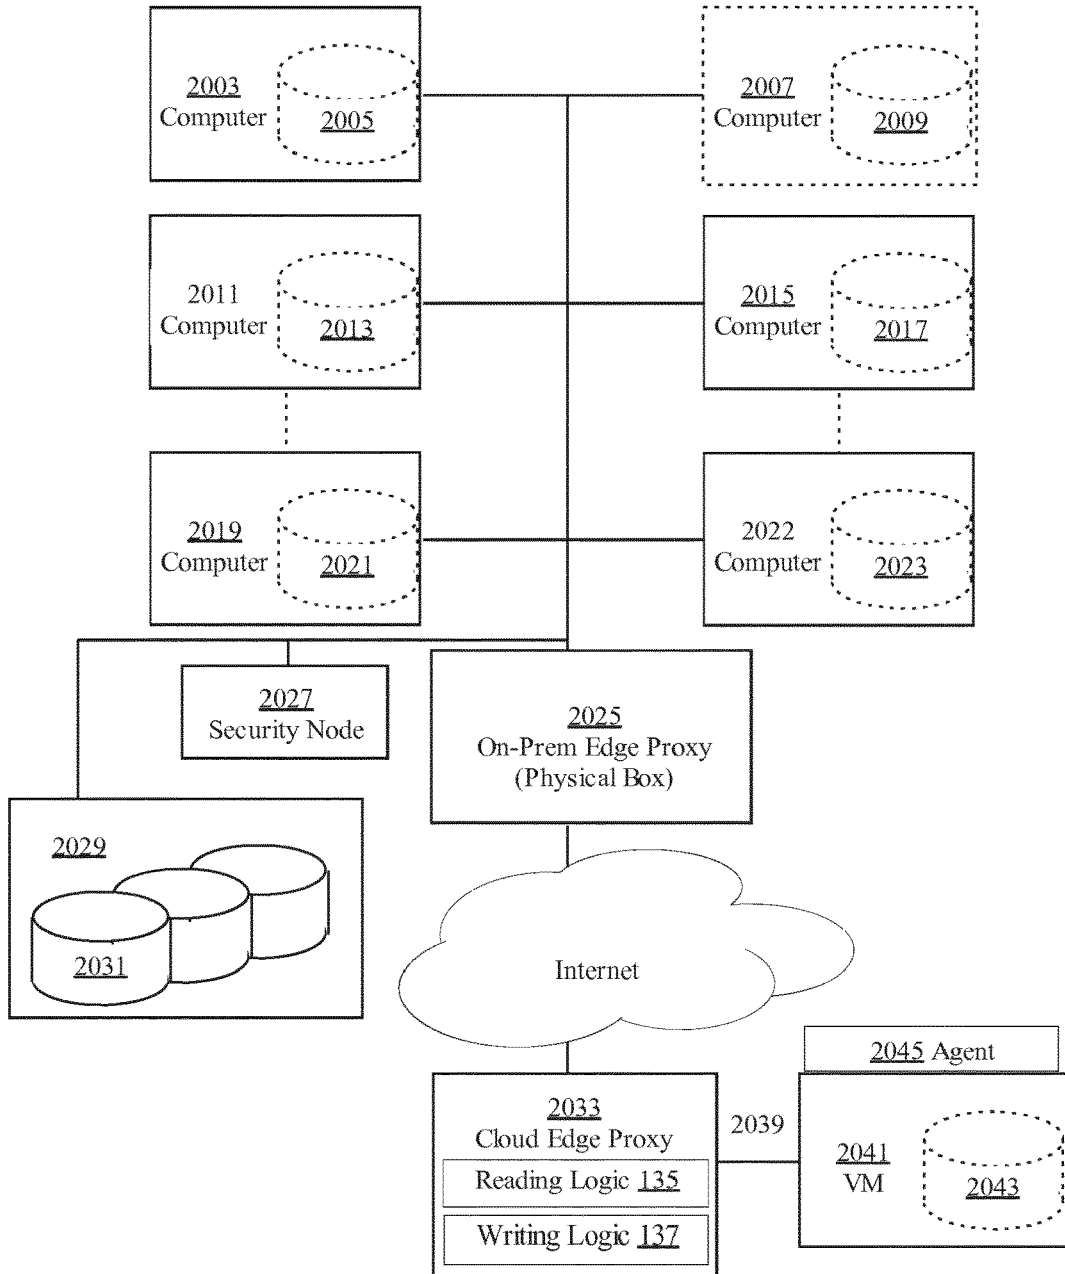 2003
Computer
2005
2007
Computer
2009
2011
Computer
2013
2015
Computer
2017
2019
Computer
2021
2022
Computer
2023
2027
Security Node
2025
On-Prem Edge Proxy
(Physical Box)
2029
2031
Internet
2045 Agent
2033
Cloud Edge Proxy
2039
Reading Logic 135
Writing Logic 137
2041
VM
2043